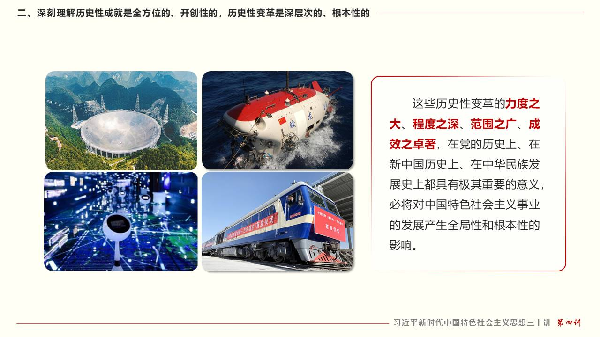 二、深刻理解历史性成就是全方位的、开创性的，历史性变革是深层次的、根本性的
这些历史性变革的力度之
大、程度之深、范围之广、成
效之卓著，在党的历史上、在
新中国历史上、在中华民族发
展史上都具有极其重要的意义，
必将对中国特色社会主义事业
的发展产生全局性和根本性的
影响。
习近平新时代中国特色社会主义思想三十讲 第四讲